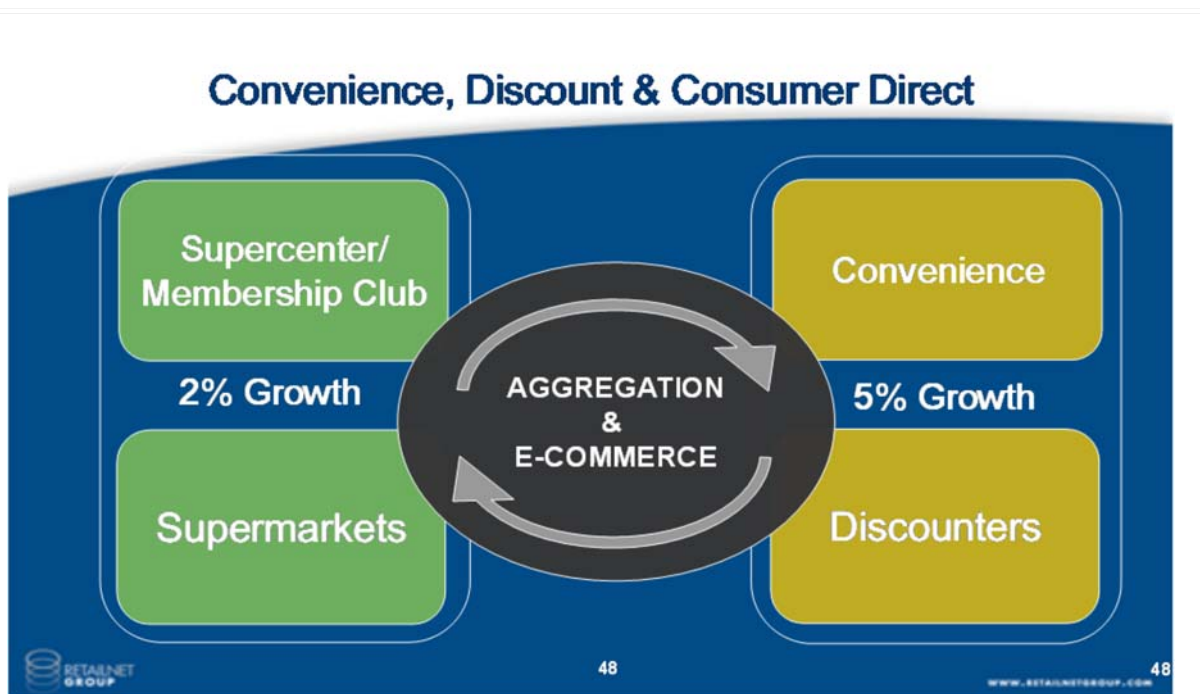 Convenience, Discount & Consumer Direct
Supercenter/
Membership Club
2% Growth
Supermarkets
AGGREGATION
&
E-COMMERCE
Convenience
5% Growth
Discounters
RETAILNET
GROUP
48
WWW.RETAILNETGROUP.COM
48